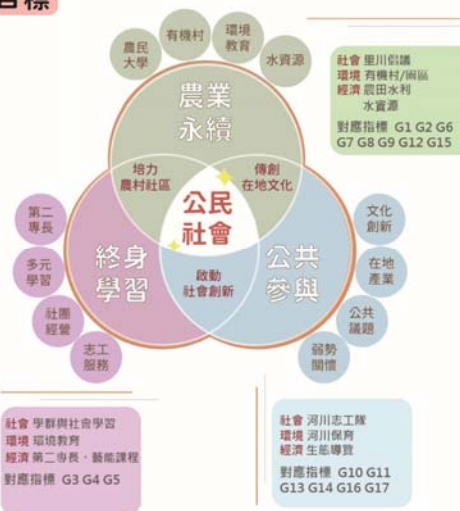 目標
農民
大學
有機村
環境
教育
水資源
農業
永續
培力
農村社區
傳創
在地文化
公民
社會
終身
學習
公共
參與
啟動
社會創新
第二
專長
多元
學習
社團
經營
志工
服務
文化
創新
在地
產業
公共
議題
弱勢
關懷
社會 里川倡議
環境 有機村/園區
經濟 農田水利
水資源
對應指標 G1 G2 G6
G7 G8 G9 G12 G15
社會 學群與社會學習
環境 環境教育
經濟 第二專長、藝能課程
對應指標 G3 G4 G5
社會 河川志工隊
環境 河川保育
經濟 生態導覽
對應指標 G10 G11
G13 G14 G16 G17